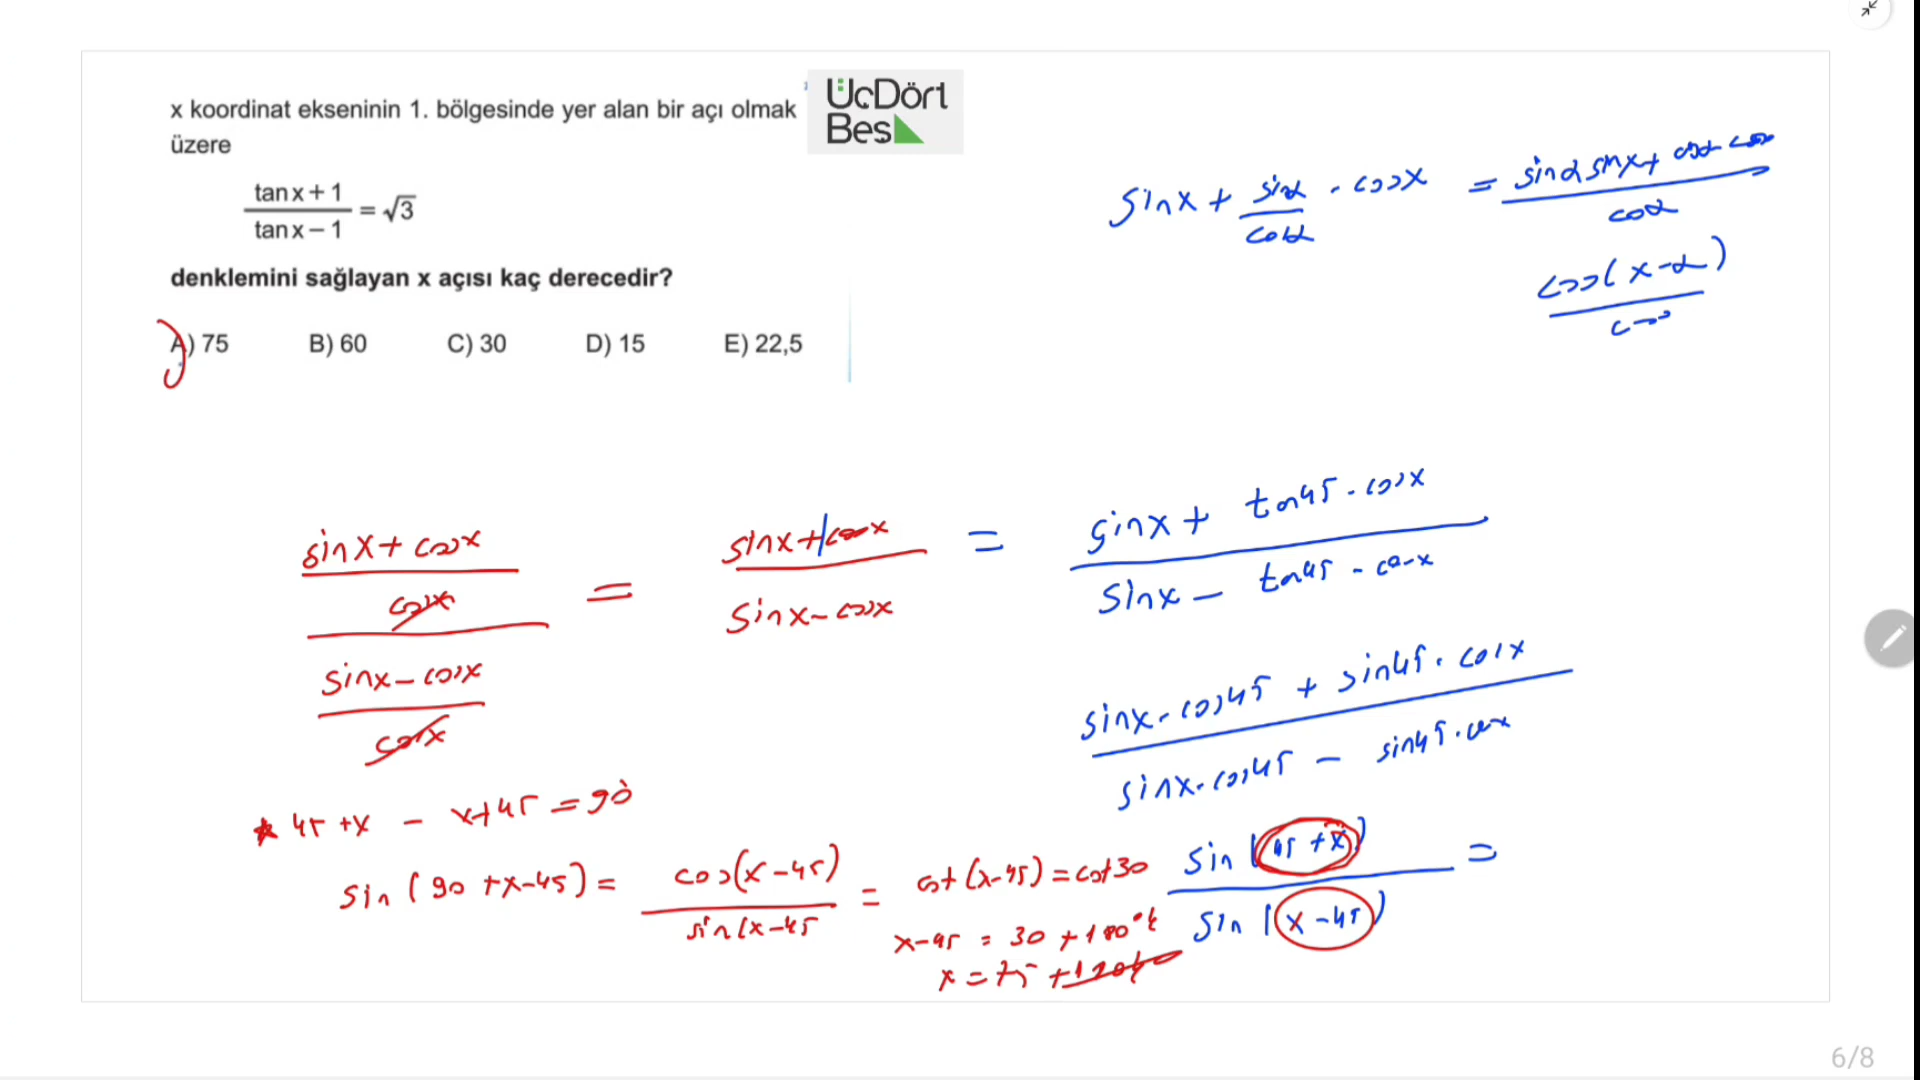 x koordinat ekseninin 1. bölgesinde yer alan bir açı olmak
üzere
ÜcDört
Bes
tan x + 1
tan x − 1
= √3
denklemini sağlayan x açısı kaç derecedir?
A) 75 B) 60 C) 30 D) 15 E) 22,5
sinx + sinα/cosα · cosx = sinα sinx + cosα cosx / cosα
cos(x-α)
cos
sinx + cosx
cosx
sinx - cosx
cosx
=
sinx + cosx
sinx - cosx
=
sinx + tan45 · cosx
sinx - tan45 - cosx
sinx · cos45 + sin45 · cosx
sinx · cos45 - sin45 · cosx
sin(45+x)
sin(x-45)
=
* 45+x - x+45 = 90°
sin(90+x-45) = cos(x-45) / sin(x-45 = cot(x-45) = cot30
x-45 = 30 + 180°k
x = 75 + 180k
6/8